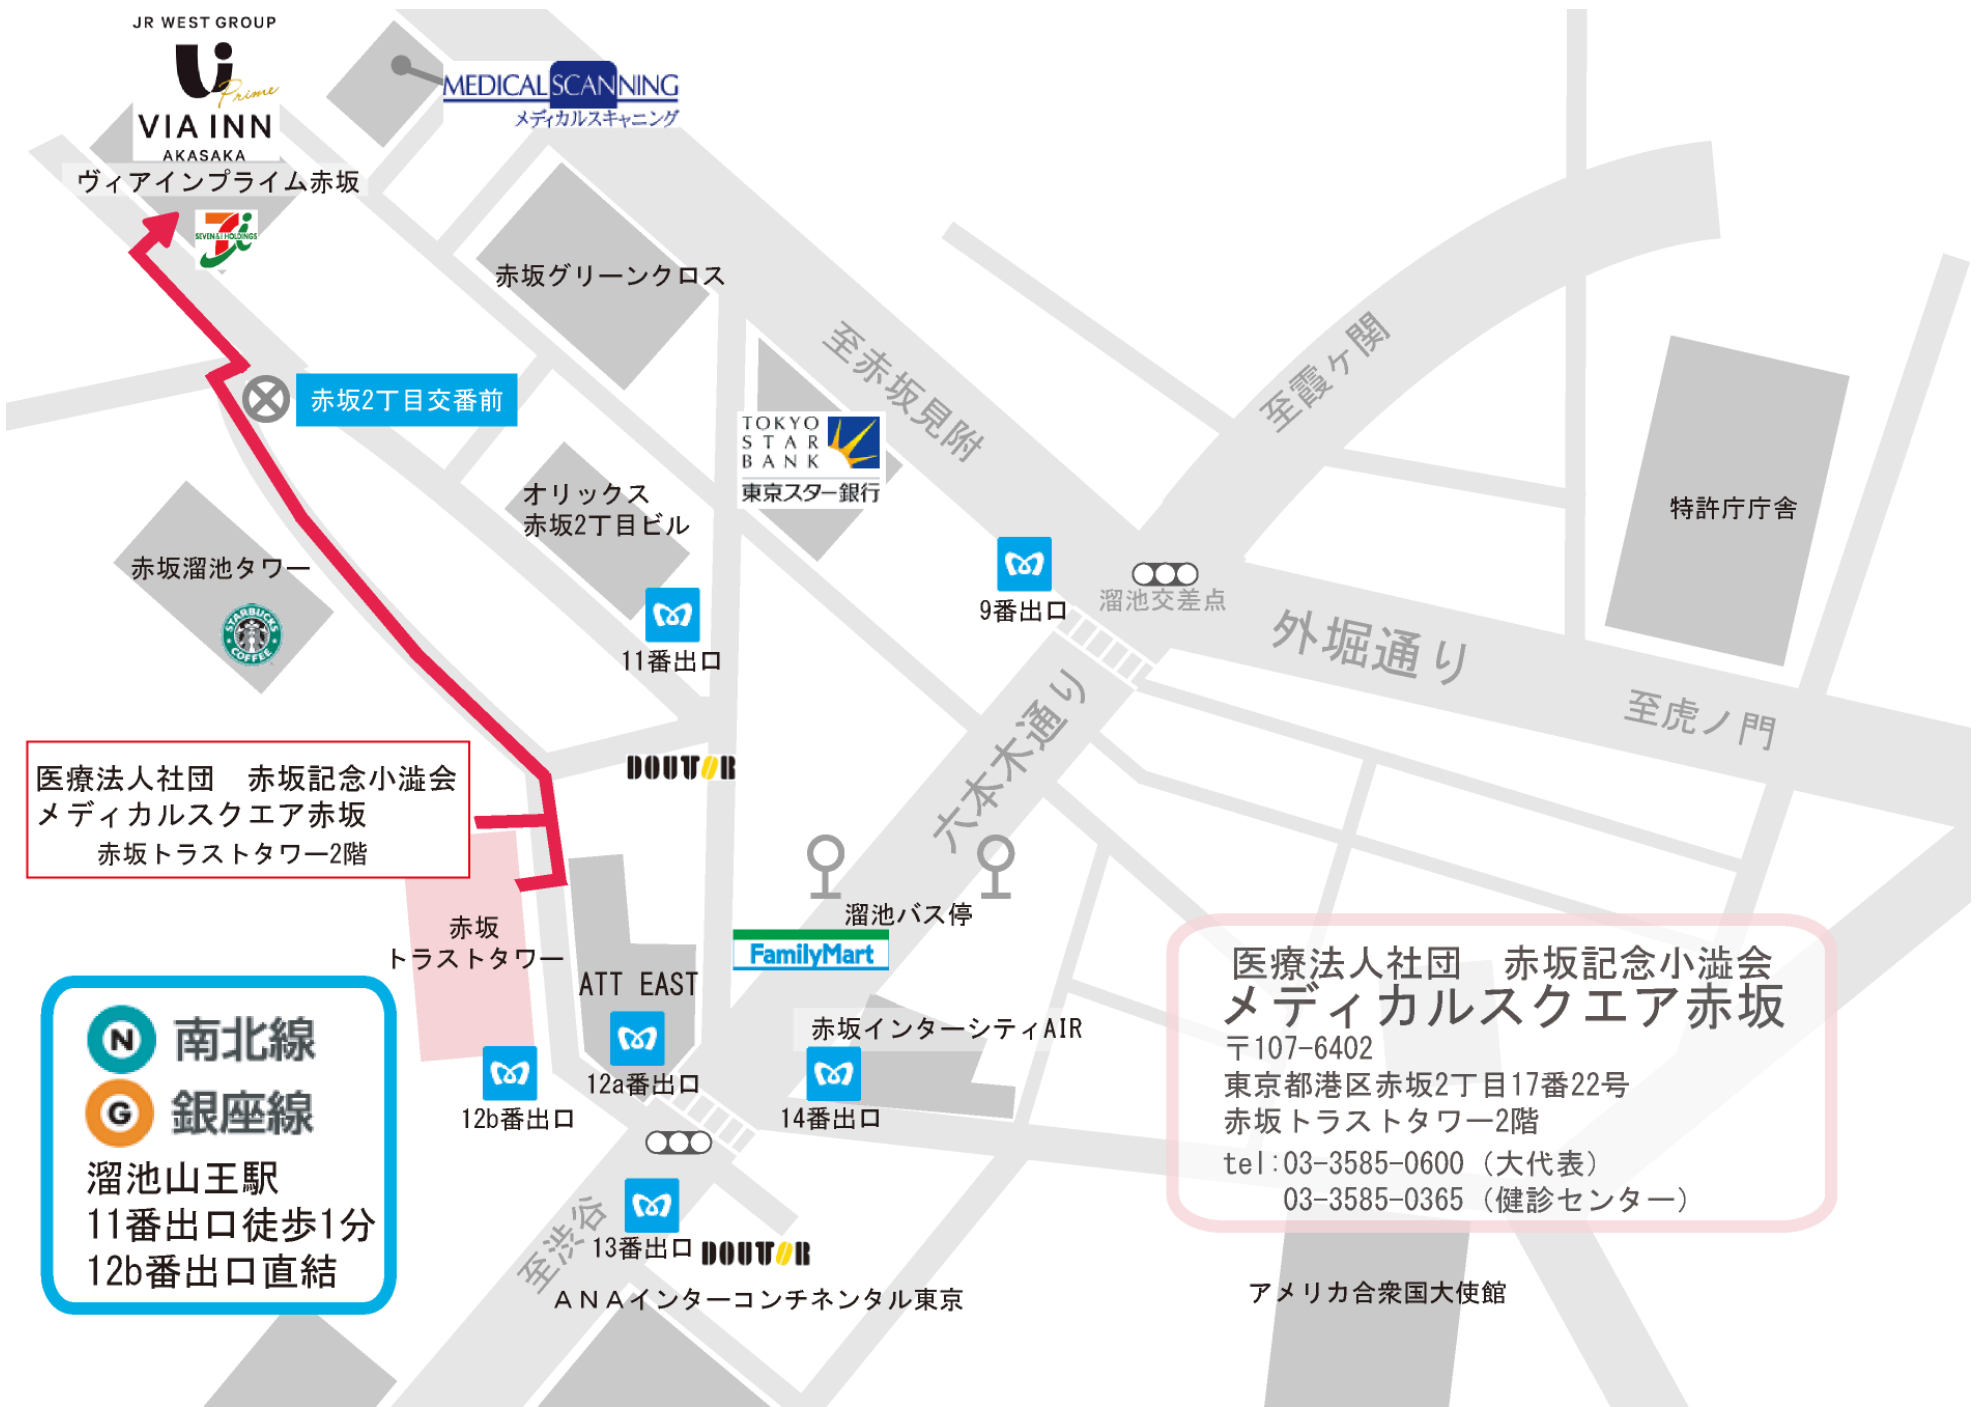 JR WEST GROUP
Prime
VIA INN
AKASAKA
ヴィアインプライム赤坂
MEDICAL SCANNING
メディカルスキャニング
SEVEN & I HOLDINGS
赤坂グリーンクロス
至赤坂見附
至霞ヶ関
赤坂2丁目交番前
TOKYO
STAR
BANK
東京スター銀行
オリックス
赤坂2丁目ビル
特許庁庁舎
赤坂溜池タワー
STARBUCKS
COFFEE
11番出口
9番出口
溜池交差点
外堀通り
至虎ノ門
六本木通り
DOUTOR
医療法人社団　赤坂記念小澁会
メディカルスクエア赤坂
赤坂トラストタワー2階
溜池バス停
FamilyMart
赤坂
トラストタワー
ATT EAST
赤坂インターシティAIR
12a番出口
12b番出口
14番出口
N 南北線
G 銀座線
溜池山王駅
11番出口徒歩1分
12b番出口直結
至渋谷
13番出口
DOUTOR
ANAインターコンチネンタル東京
医療法人社団　赤坂記念小澁会
メディカルスクエア赤坂
〒107-6402
東京都港区赤坂2丁目17番22号
赤坂トラストタワー2階
tel:03-3585-0600（大代表）
03-3585-0365（健診センター）
アメリカ合衆国大使館